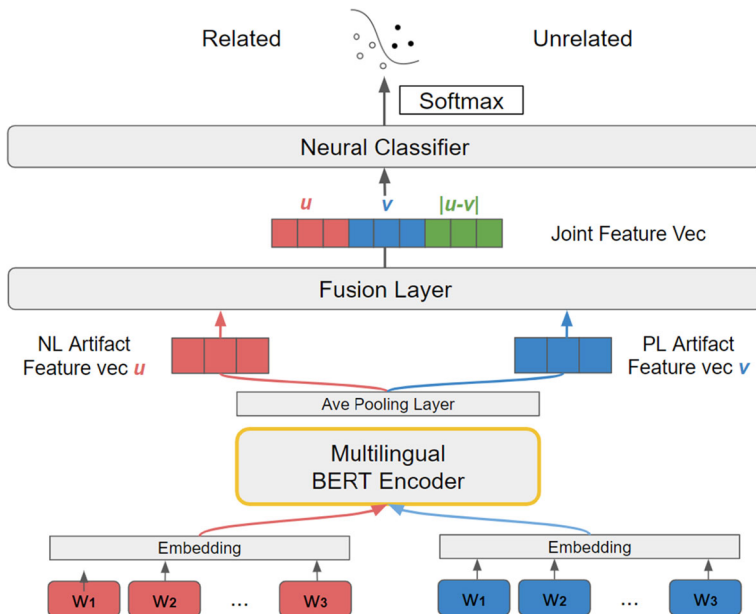 Related
Unrelated
Softmax
Neural Classifier
u
v
|u-v|
Joint Feature Vec
Fusion Layer
NL Artifact
Feature vec u
PL Artifact
Feature vec v
Ave Pooling Layer
Multilingual
BERT Encoder
Embedding
Embedding
W1
W2
...
W3
W1
W2
...
W3